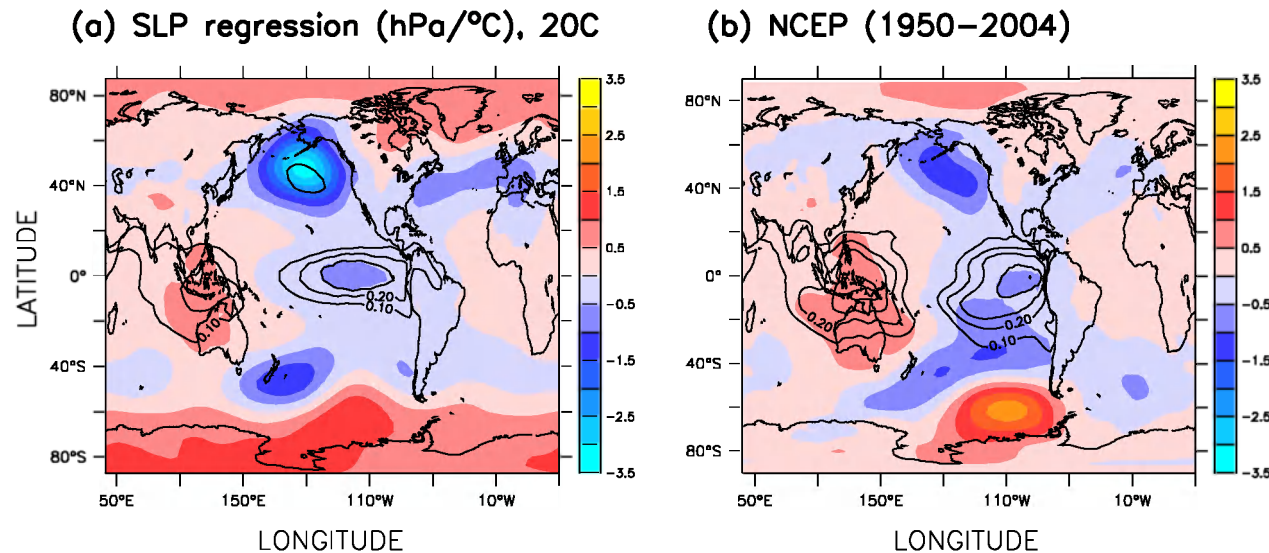 (a) SLP regression (hPa/°C), 20C
(b) NCEP (1950−2004)
80°N
40°N
0°
40°S
80°S
LATITUDE
50°E
150°E
110°W
10°W
LONGITUDE
0.20
0.10
0.10
3.5
2.5
1.5
0.5
−0.5
−1.5
−2.5
−3.5
80°N
40°N
0°
40°S
80°S
50°E
150°E
110°W
10°W
LONGITUDE
0.20
0.20
0.10
3.5
2.5
1.5
0.5
−0.5
−1.5
−2.5
−3.5